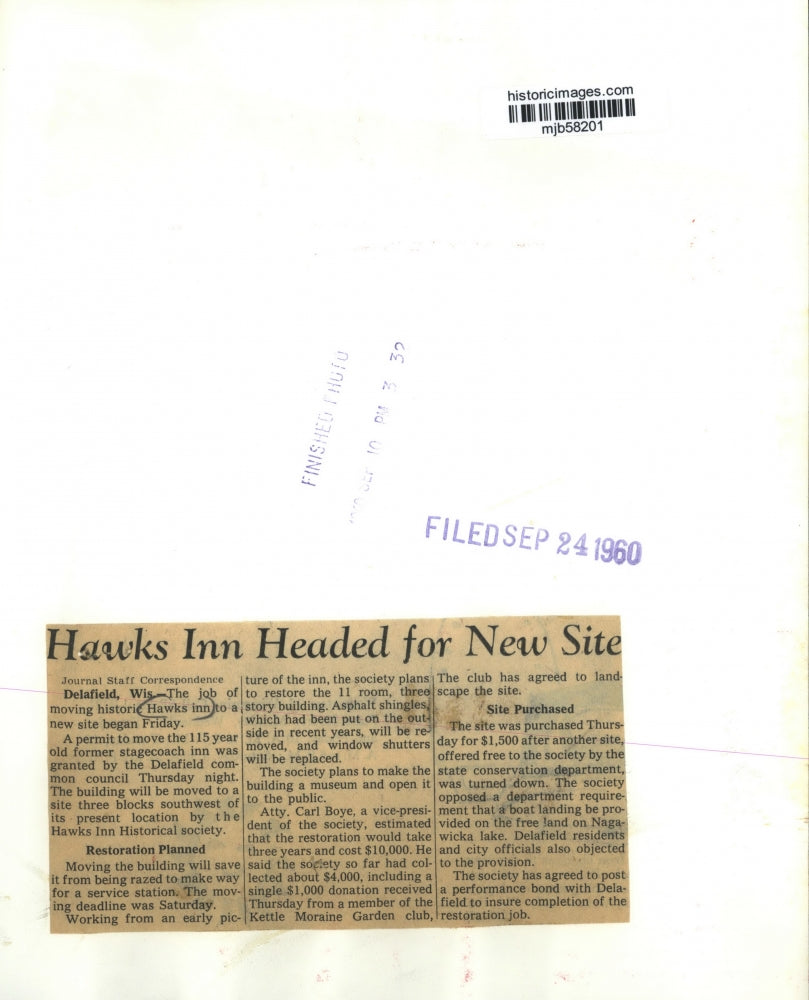 historicimages.com
mjb58201
FINISHED PHOTO
SEP 10 PM 3 32
FILED SEP 24 1960
Hawks Inn Headed for New Site
Journal Staff Correspondence
Delafield, Wis.—The job of
moving historic Hawks inn to a
new site began Friday.
A permit to move the 115 year
old former stagecoach inn was
granted by the Delafield com-
mon council Thursday night.
The building will be moved to a
site three blocks southwest of
its present location by the
Hawks Inn Historical society.
Restoration Planned
Moving the building will save
it from being razed to make way
for a service station. The mov-
ing deadline was Saturday.
Working from an early pic-
ture of the inn, the society plans
to restore the 11 room, three
story building. Asphalt shingles,
which had been put on the out-
side in recent years, will be re-
moved, and window shutters
will be replaced.
The society plans to make the
building a museum and open it
to the public.
Atty. Carl Boye, a vice-presi-
dent of the society, estimated
that the restoration would take
three years and cost $10,000. He
said the society so far had col-
lected about $4,000, including a
single $1,000 donation received
Thursday from a member of the
Kettle Moraine Garden club.
The club has agreed to land-
scape the site.
Site Purchased
The site was purchased Thurs-
day for $1,500 after another site,
offered free to the society by the
state conservation department,
was turned down. The society
opposed a department require-
ment that a boat landing be pro-
vided on the free land on Naga-
wicka lake. Delafield residents
and city officials also objected
to the provision.
The society has agreed to post
a performance bond with Dela-
field to insure completion of the
restoration job.